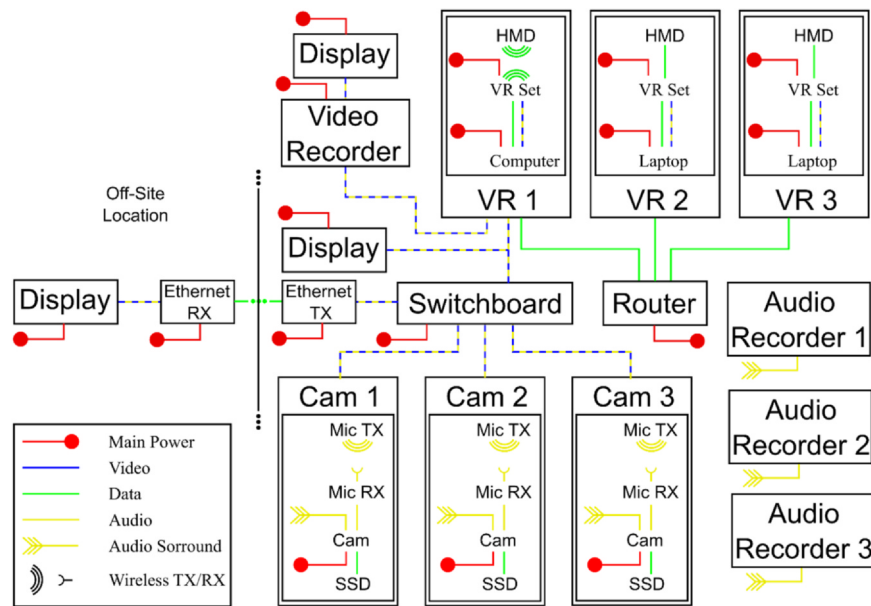 Display
Video
Recorder
HMD
VR Set
Computer
VR 1
HMD
VR Set
Laptop
VR 2
HMD
VR Set
Laptop
VR 3
Off-Site
Location
Display
Display
Ethernet
RX
Ethernet
TX
Switchboard
Router
Audio
Recorder 1
Audio
Recorder 2
Audio
Recorder 3
Cam 1
Mic TX
Mic RX
Cam
SSD
Cam 2
Mic TX
Mic RX
Cam
SSD
Cam 3
Mic TX
Mic RX
Cam
SSD
Main Power
Video
Data
Audio
Audio Sorround
Wireless TX/RX